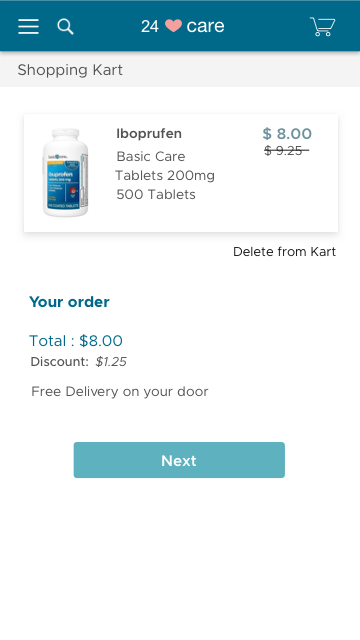 24 care
Shopping Kart
Iboprufen
$ 8.00
$ 9.25
Basic Care
Tablets 200mg
500 Tablets
Delete from Kart
Your order
Total : $8.00
Discount: $1.25
Free Delivery on your door
Next